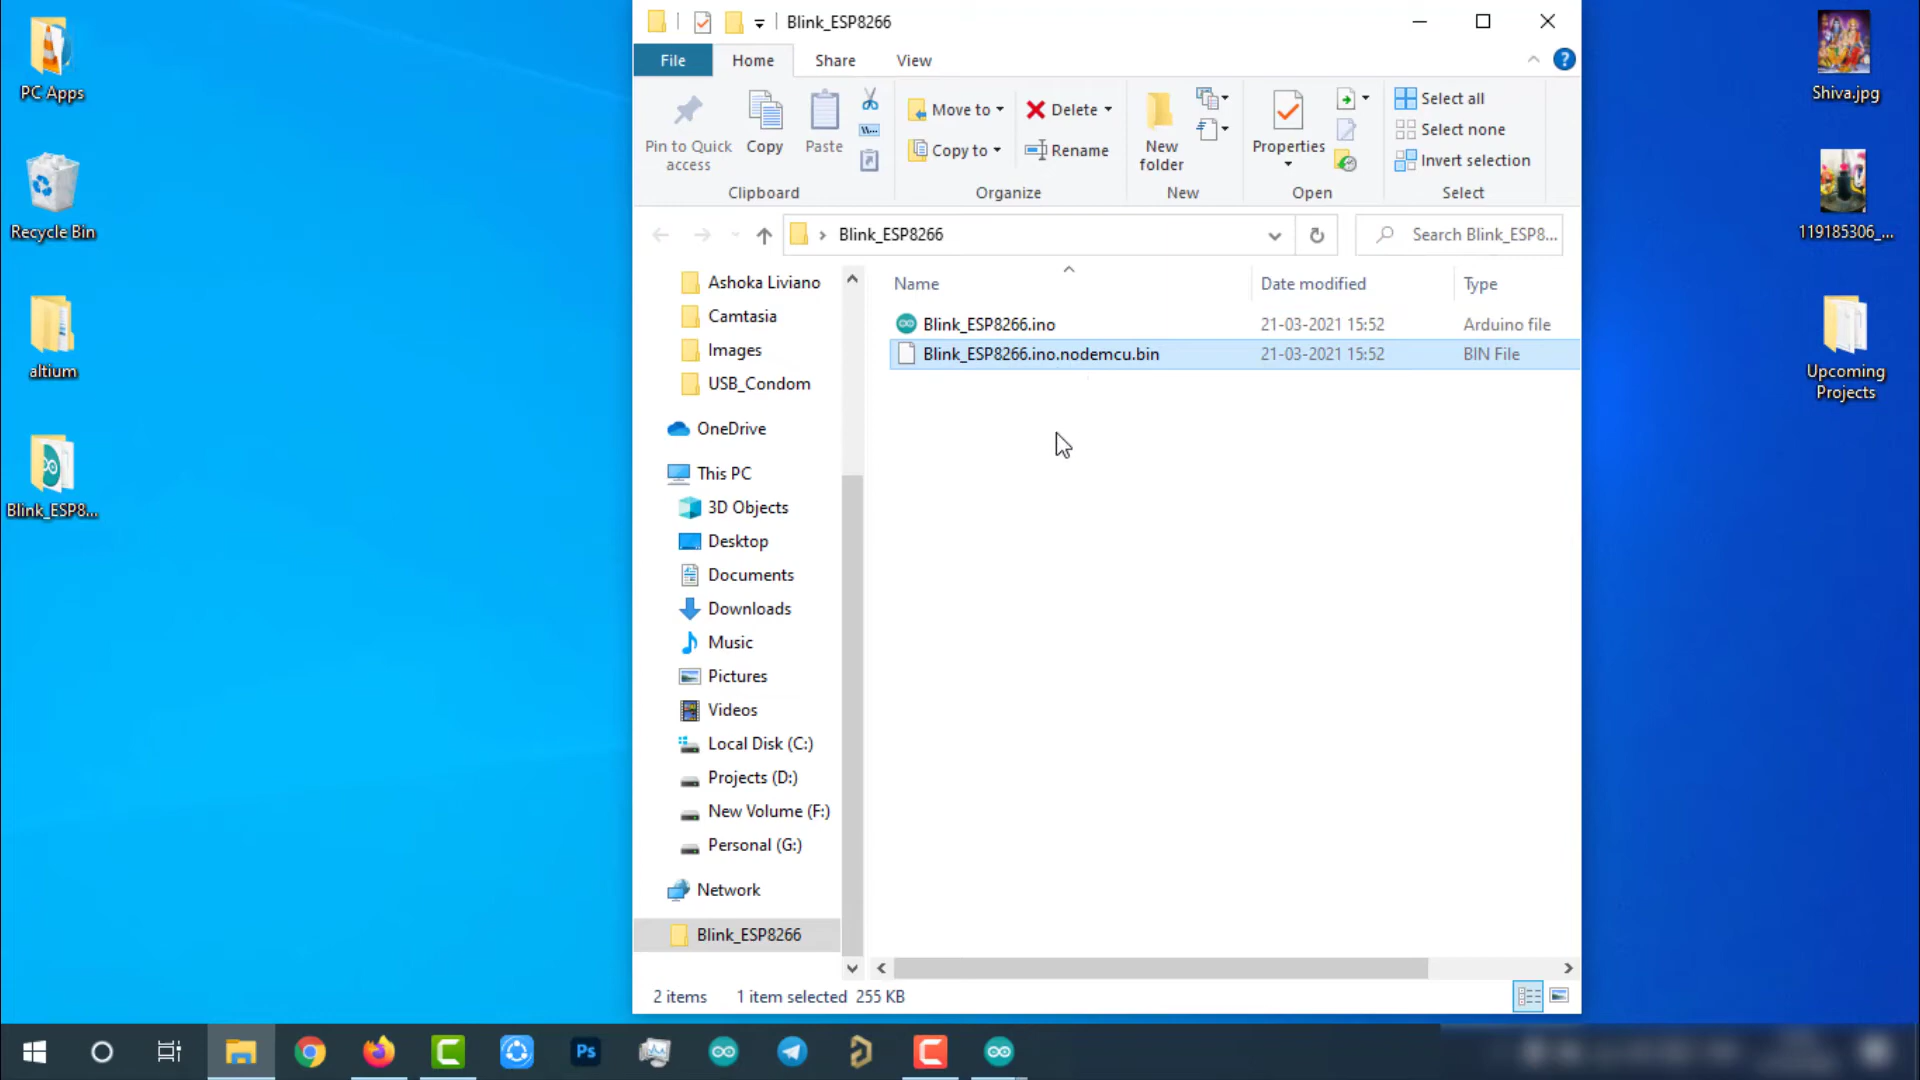 PC Apps
Recycle Bin
altium
Blink_ESP8...
Blink_ESP8266
File
Home
Share
View
Pin to Quick
access
Copy
Paste
Clipboard
Move to
Copy to
Delete
Rename
Organize
New
folder
New
Properties
Open
Select all
Select none
Invert selection
Select
Blink_ESP8266
Search Blink_ESP8...
Ashoka Liviano
Camtasia
Images
USB_Condom
OneDrive
This PC
3D Objects
Desktop
Documents
Downloads
Music
Pictures
Videos
Local Disk (C:)
Projects (D:)
New Volume (F:)
Personal (G:)
Network
Blink_ESP8266
Name
Date modified
Type
Blink_ESP8266.ino
21-03-2021 15:52
Arduino file
Blink_ESP8266.ino.nodemcu.bin
21-03-2021 15:52
BIN File
2 items
1 item selected 255 KB
Shiva.jpg
119185306_...
Upcoming
Projects
Ps